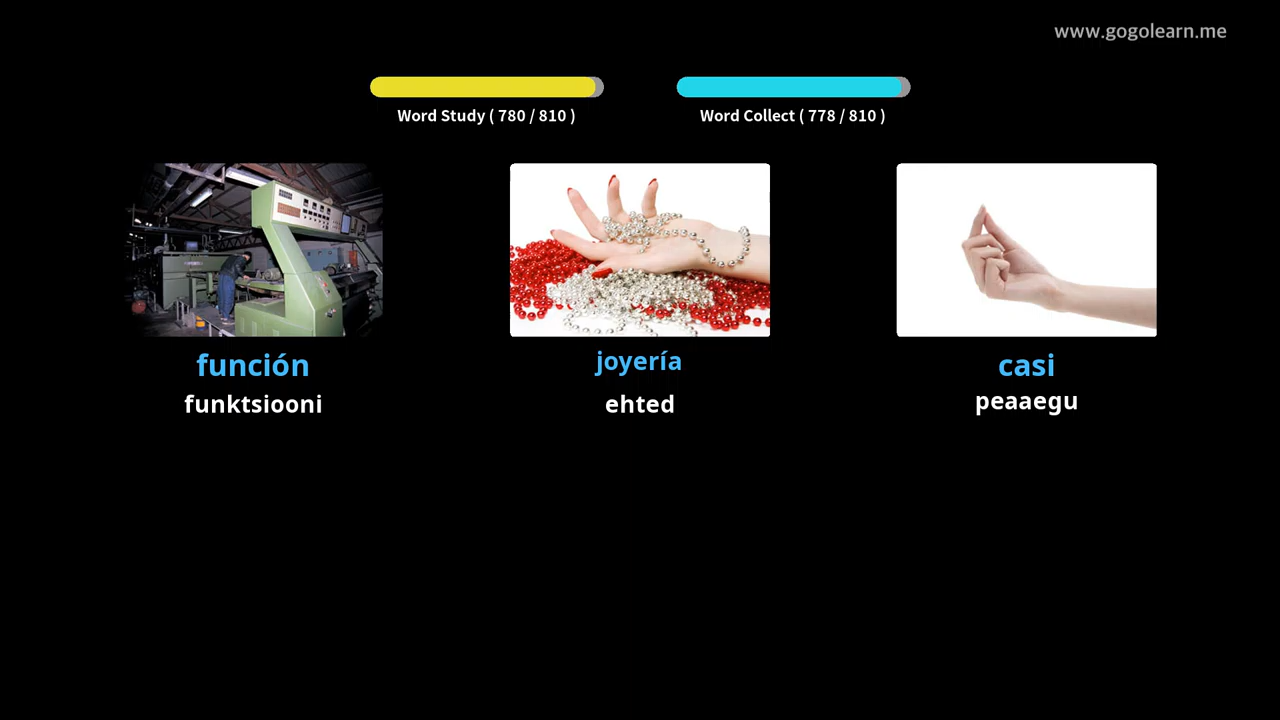 www.gogolearn.me
Word Study ( 780 / 810 )
Word Collect ( 778 / 810 )
función
funktsiooni
joyería
ehted
casi
peaaegu